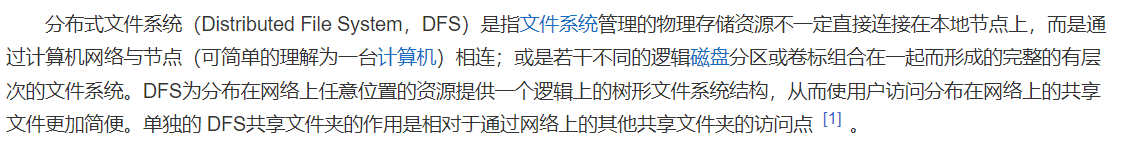 分布式文件系统（Distributed File System，DFS）是指文件系统管理的物理存储资源不一定直接连接在本地节点上，而是通
过计算机网络与节点（可简单的理解为一台计算机）相连；或是若干不同的逻辑磁盘分区或卷标组合在一起而形成的完整的有层
次的文件系统。DFS为分布在网络上任意位置的资源提供一个逻辑上的树形文件系统结构，从而使用户访问分布在网络上的共享
文件更加简便。单独的 DFS共享文件夹的作用是相对于通过网络上的其他共享文件夹的访问点 [1] 。